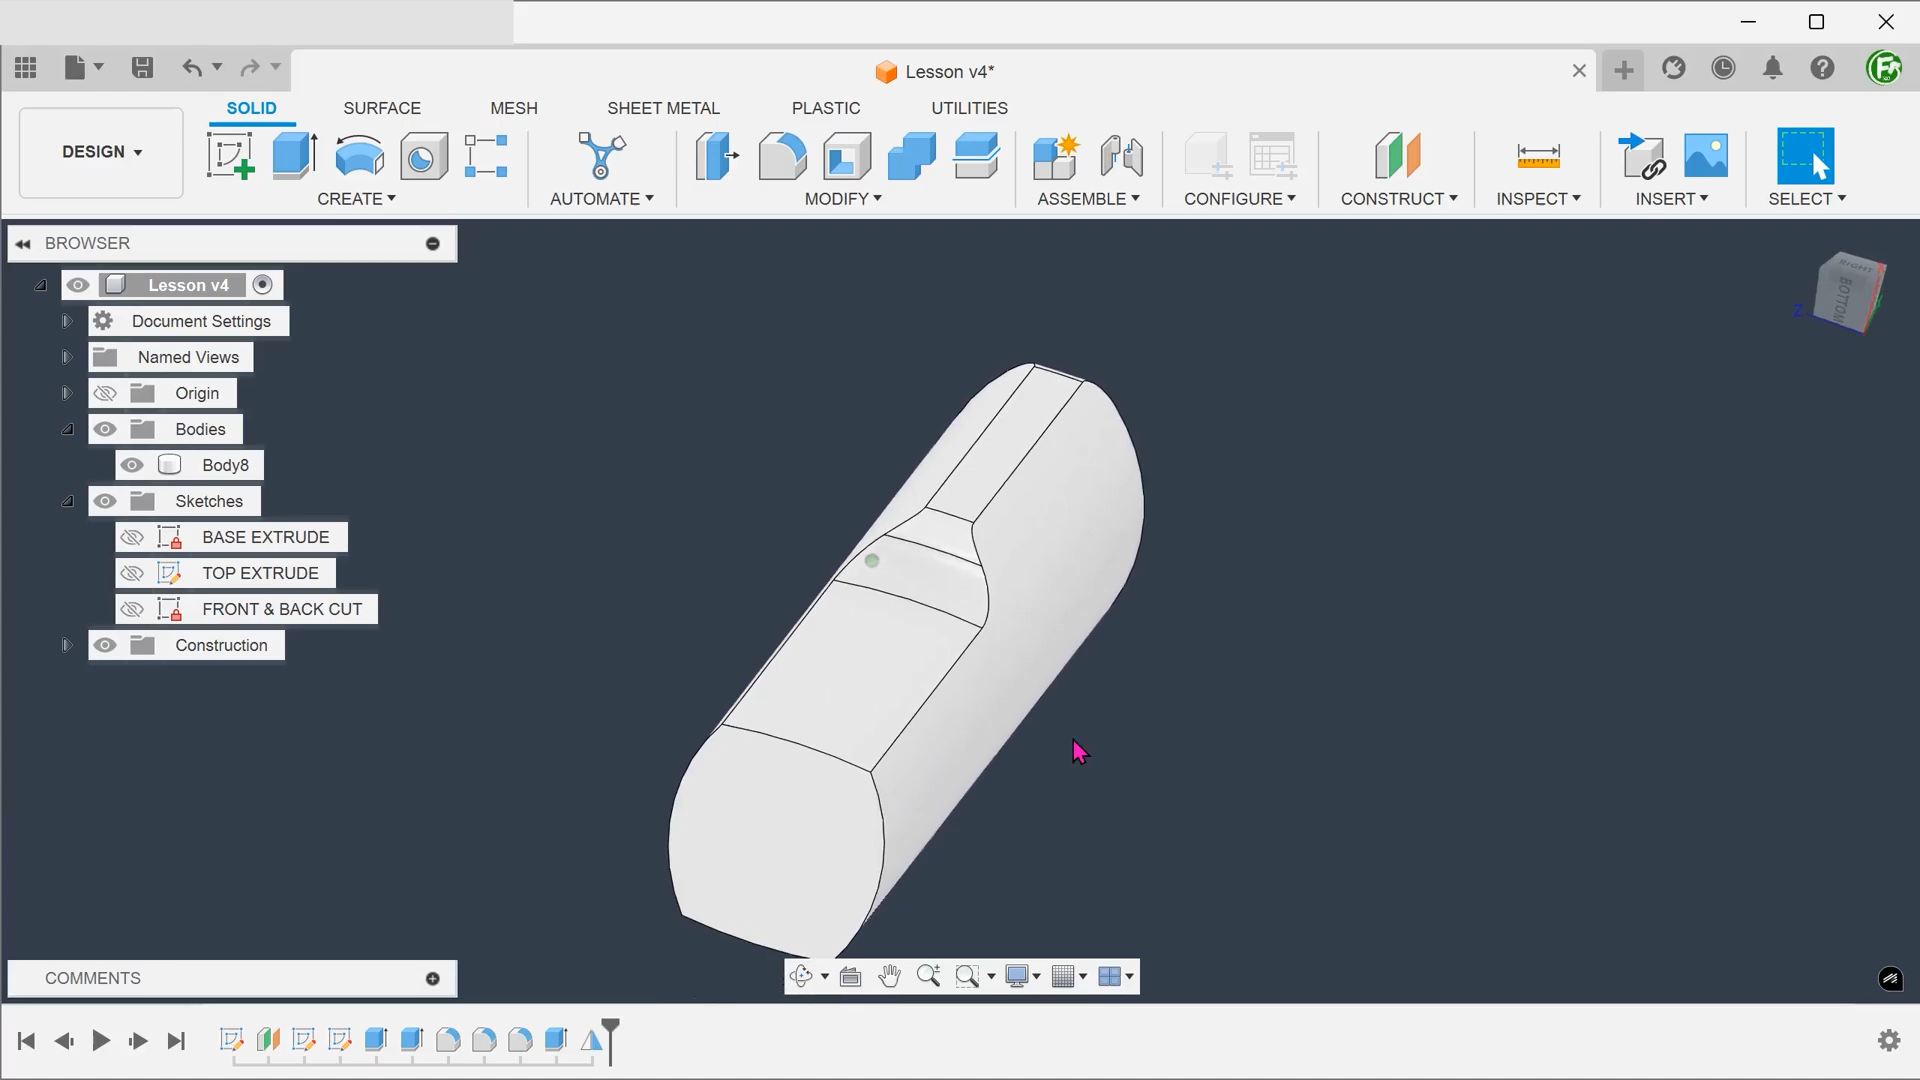 Lesson v4*
SOLID SURFACE MESH SHEET METAL PLASTIC UTILITIES
DESIGN
CREATE AUTOMATE MODIFY ASSEMBLE CONFIGURE CONSTRUCT INSPECT INSERT SELECT
BROWSER
Lesson v4
Document Settings
Named Views
Origin
Bodies
Body8
Sketches
BASE EXTRUDE
TOP EXTRUDE
FRONT & BACK CUT
Construction
RIGHT
BOTTOM
Z
COMMENTS